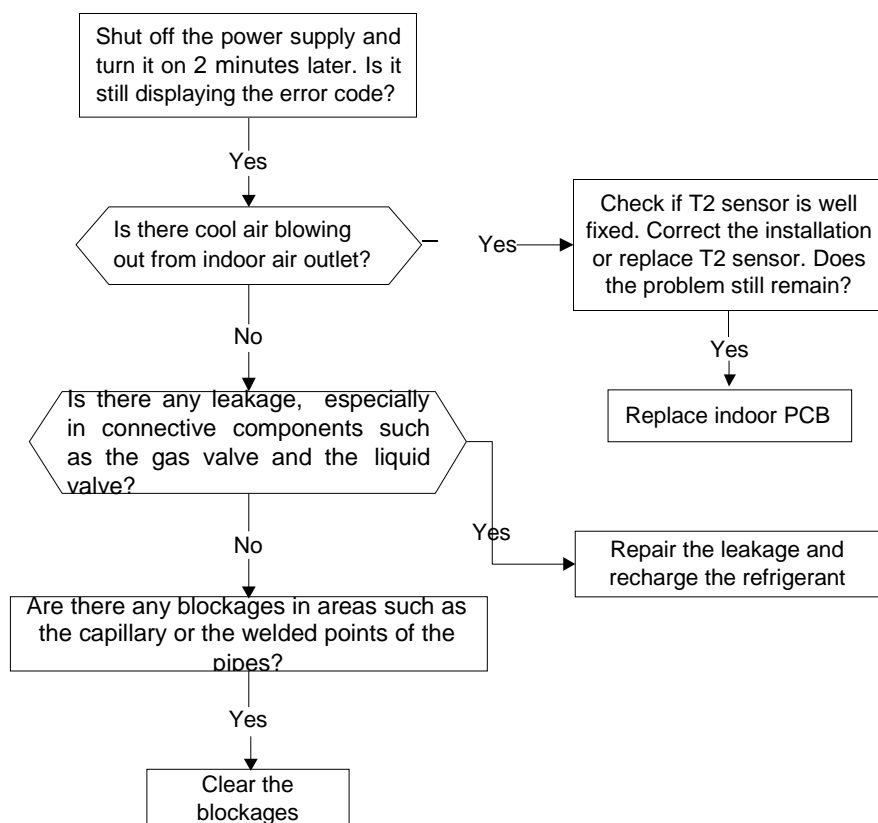 Shut off the power supply and
turn it on 2 minutes later. Is it
still displaying the error code?
Yes
Is there cool air blowing
out from indoor air outlet?
Yes
Check if T2 sensor is well
fixed. Correct the installation
or replace T2 sensor. Does
the problem still remain?
Yes
Replace indoor PCB
No
Is there any leakage, especially
in connective components such
as the gas valve and the liquid
valve?
Yes
Repair the leakage and
recharge the refrigerant
No
Are there any blockages in areas such as
the capillary or the welded points of the
pipes?
Yes
Clear the
blockages